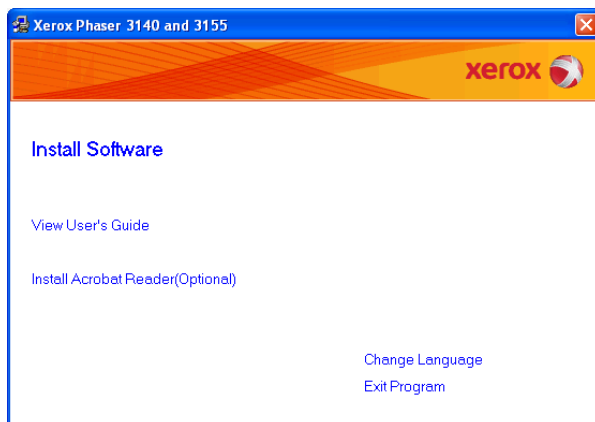 Xerox Phaser 3140 and 3155
xerox
Install Software
View User's Guide
Install Acrobat Reader(Optional)
Change Language
Exit Program